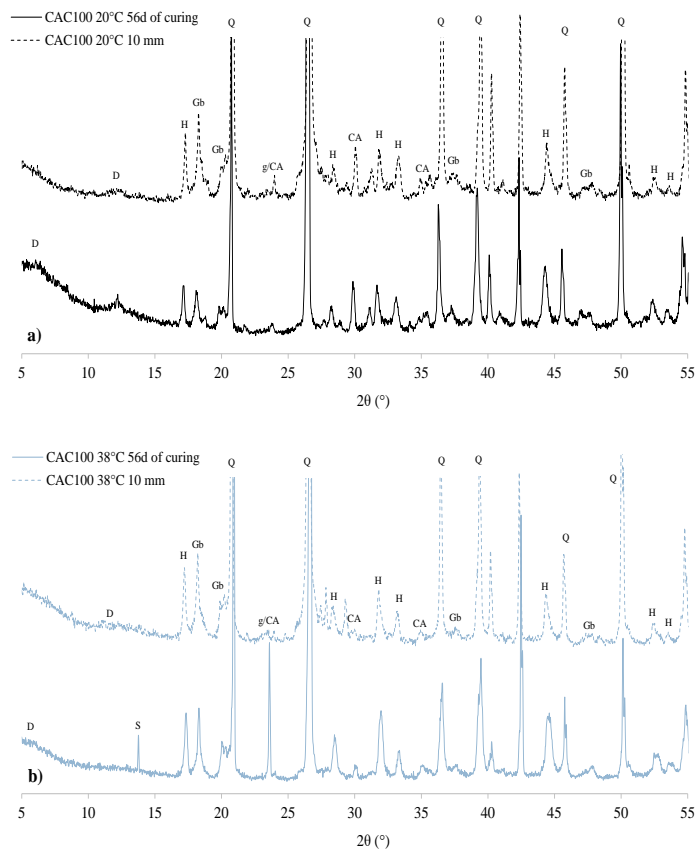 CAC100 20°C 56d of curing
CAC100 20°C 10 mm
Q Q Q Q Q Q
H Gb Gb D g/CA H CA H H CA Gb H Gb H H
D
a)
5 10 15 20 25 30 35 40 45 50 55
2θ (°)
CAC100 38°C 56d of curing
CAC100 38°C 10 mm
Q Q Q Q Q
Q
H Gb Gb D g/CA H CA H H CA Gb H Gb H H
D S
b)
5 10 15 20 25 30 35 40 45 50 55
2θ (°)